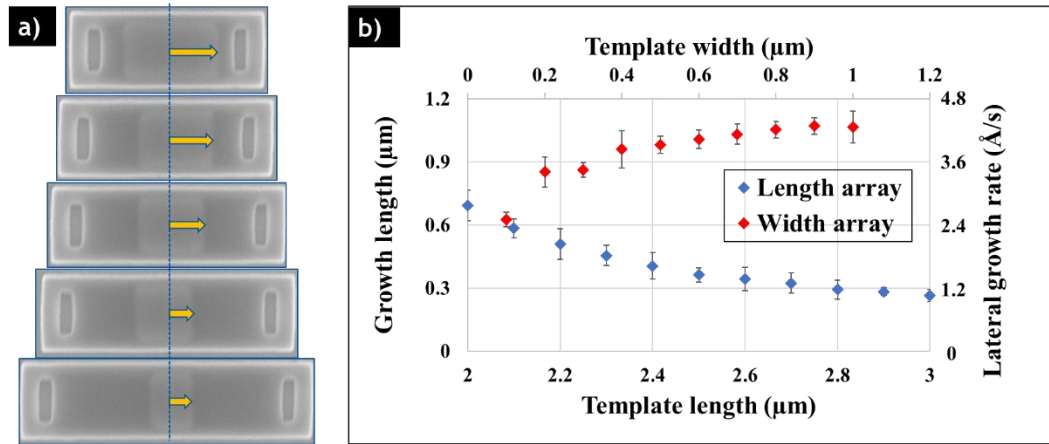 a)
b)
Template width (µm)
0 0.2 0.4 0.6 0.8 1 1.2
1.2 4.8
0.9 3.6
0.6 2.4
0.3 1.2
0 0
Growth length (µm)
Lateral growth rate (Å/s)
Length array
Width array
2 2.2 2.4 2.6 2.8 3
Template length (µm)